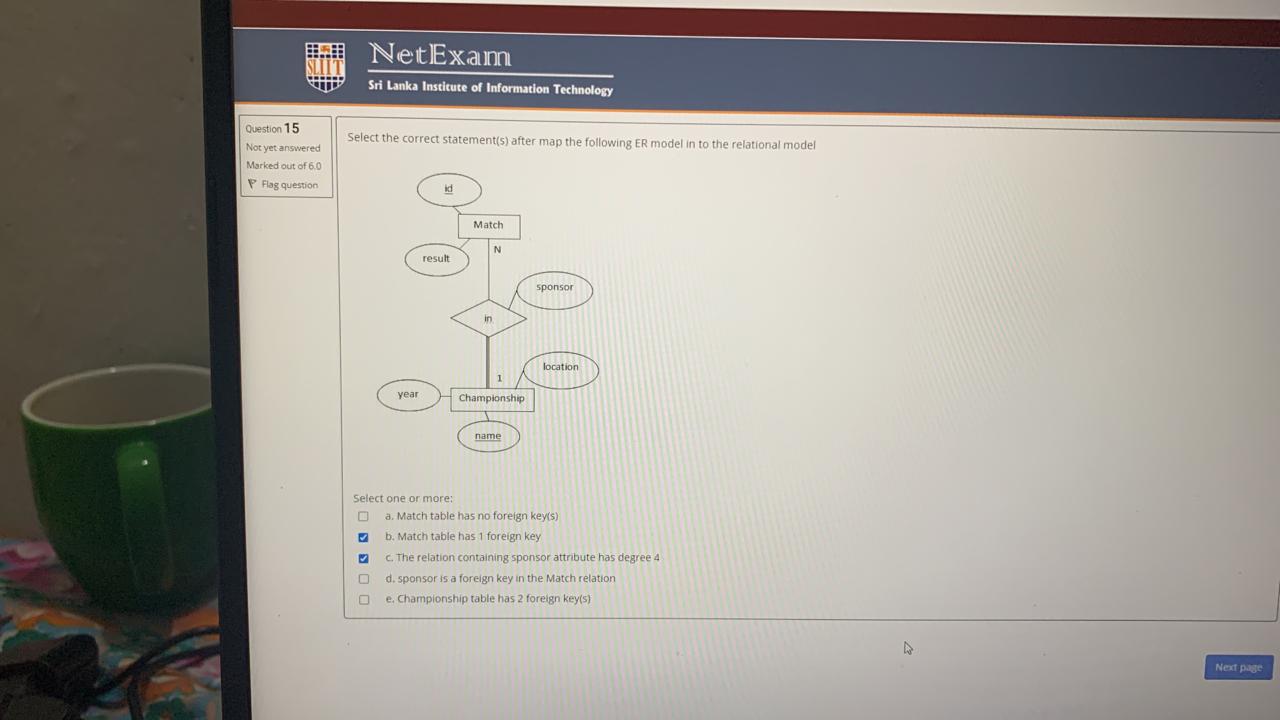 NetExam
SLIIT
Sri Lanka Institute of Information Technology
Question 15
Not yet answered
Marked out of 6.0
Flag question
Select the correct statement(s) after map the following ER model in to the relational model
id
Match
result
N
sponsor
in
location
1
year
Championship
name
Select one or more:
a. Match table has no foreign key(s)
b. Match table has 1 foreign key
c. The relation containing sponsor attribute has degree 4
d. sponsor is a foreign key in the Match relation
e. Championship table has 2 foreign key(s)
Next page